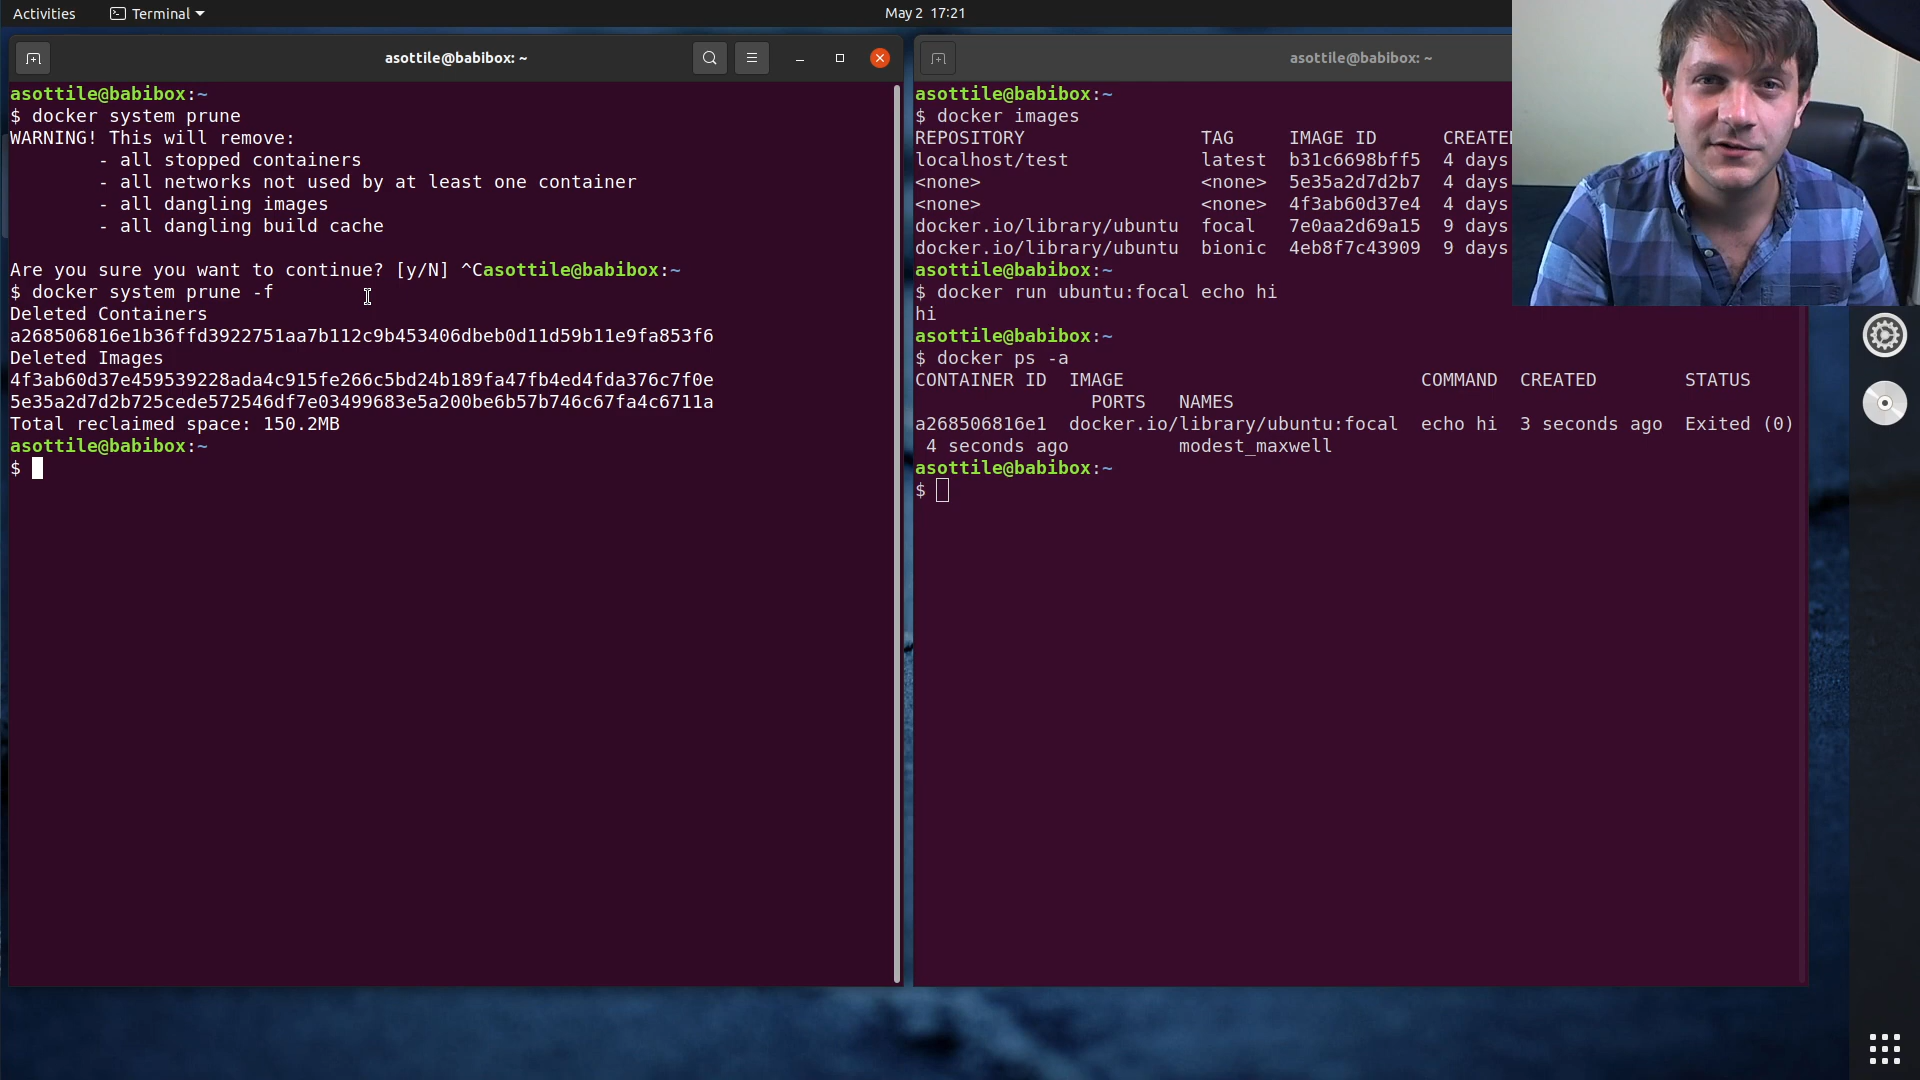 Activities
Terminal
May 2 17:21
asottile@babibox: ~
asottile@babibox:~
$ docker system prune
WARNING! This will remove:
        - all stopped containers
        - all networks not used by at least one container
        - all dangling images
        - all dangling build cache
Are you sure you want to continue? [y/N] ^Casottile@babibox:~
$ docker system prune -f
Deleted Containers
a268506816e1b36ffd3922751aa7b112c9b453406dbeb0d11d59b11e9fa853f6
Deleted Images
4f3ab60d37e459539228ada4c915fe266c5bd24b189fa47fb4ed4fda376c7f0e
5e35a2d7d2b725cede572546df7e03499683e5a200be6b57b746c67fa4c6711a
Total reclaimed space: 150.2MB
asottile@babibox:~
$
asottile@babibox: ~
asottile@babibox:~
$ docker images
REPOSITORY                TAG     IMAGE ID      CREATE
localhost/test            latest  b31c6698bff5  4 days
<none>                    <none>  5e35a2d7d2b7  4 days
<none>                    <none>  4f3ab60d37e4  4 days
docker.io/library/ubuntu  focal   7e0aa2d69a15  9 days
docker.io/library/ubuntu  bionic  4eb8f7c43909  9 days
asottile@babibox:~
$ docker run ubuntu:focal echo hi
hi
asottile@babibox:~
$ docker ps -a
CONTAINER ID  IMAGE                           COMMAND  CREATED        STATUS
                PORTS   NAMES
a268506816e1  docker.io/library/ubuntu:focal  echo hi  3 seconds ago  Exited (0)
 4 seconds ago          modest_maxwell
asottile@babibox:~
$